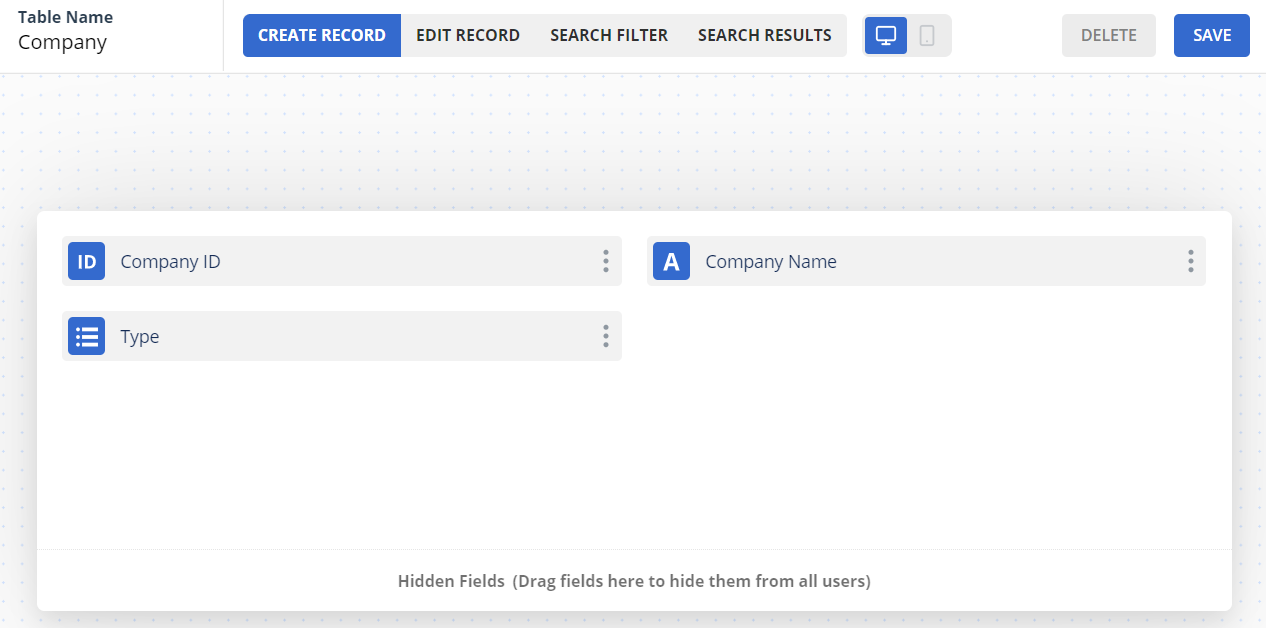 Table Name
Company
CREATE RECORD EDIT RECORD SEARCH FILTER SEARCH RESULTS DELETE SAVE
ID Company ID A Company Name
Type
Hidden Fields (Drag fields here to hide them from all users)